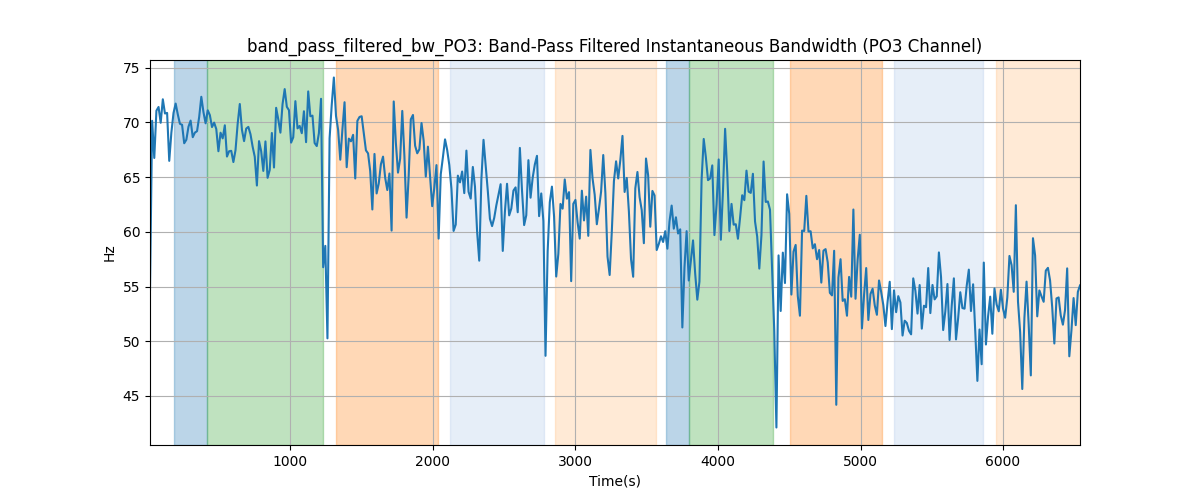 band_pass_filtered_bw_PO3: Band-Pass Filtered Instantaneous Bandwidth (PO3 Channel)
75
70
65
60
55
50
45
Hz
1000 2000 3000 4000 5000 6000
Time(s)